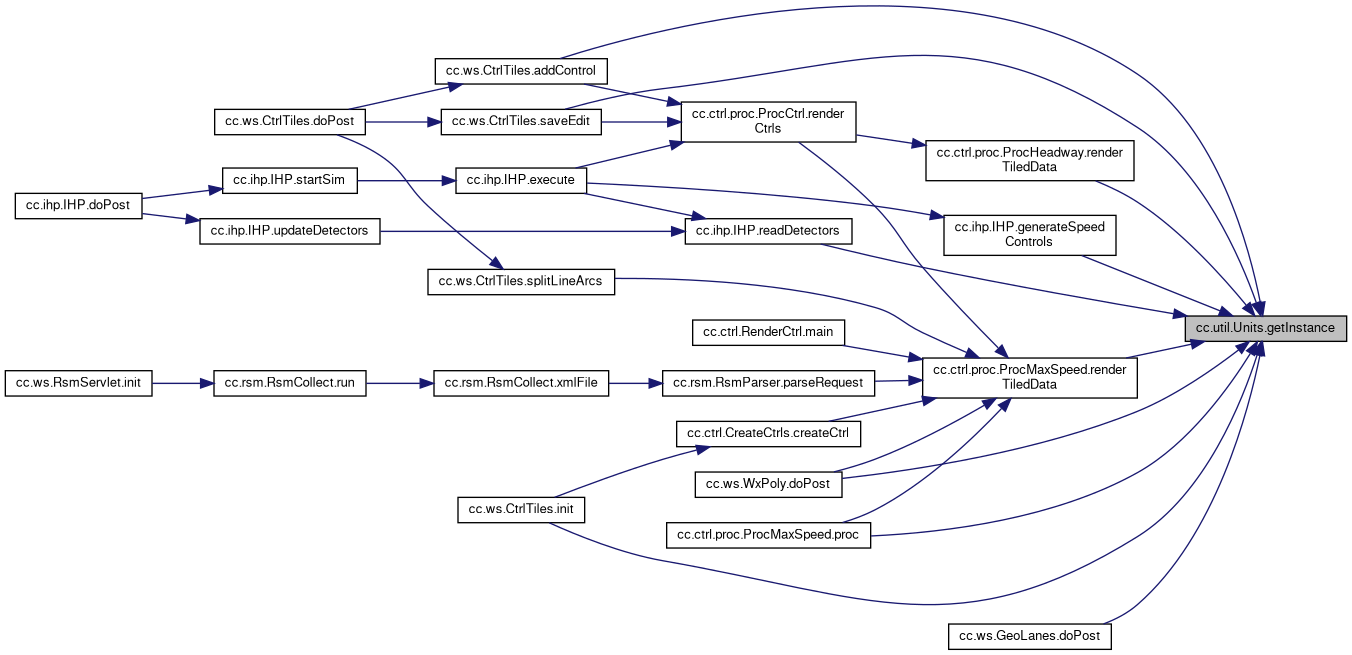 cc.ws.CtrlTiles.addControl
cc.ws.CtrlTiles.doPost
cc.ws.CtrlTiles.saveEdit
cc.ctrl.proc.ProcCtrl.render
Ctrls
cc.ctrl.proc.ProcHeadway.render
TiledData
cc.ihp.IHP.startSim
cc.ihp.IHP.execute
cc.ihp.IHP.doPost
cc.ihp.IHP.updateDetectors
cc.ihp.IHP.readDetectors
cc.ihp.IHP.generateSpeed
Controls
cc.ws.CtrlTiles.splitLineArcs
cc.util.Units.getInstance
cc.ctrl.RenderCtrl.main
cc.ctrl.proc.ProcMaxSpeed.render
TiledData
cc.ws.RsmServlet.init
cc.rsm.RsmCollect.run
cc.rsm.RsmCollect.xmlFile
cc.rsm.RsmParser.parseRequest
cc.ctrl.CreateCtrls.createCtrl
cc.ws.WxPoly.doPost
cc.ws.CtrlTiles.init
cc.ctrl.proc.ProcMaxSpeed.proc
cc.ws.GeoLanes.doPost